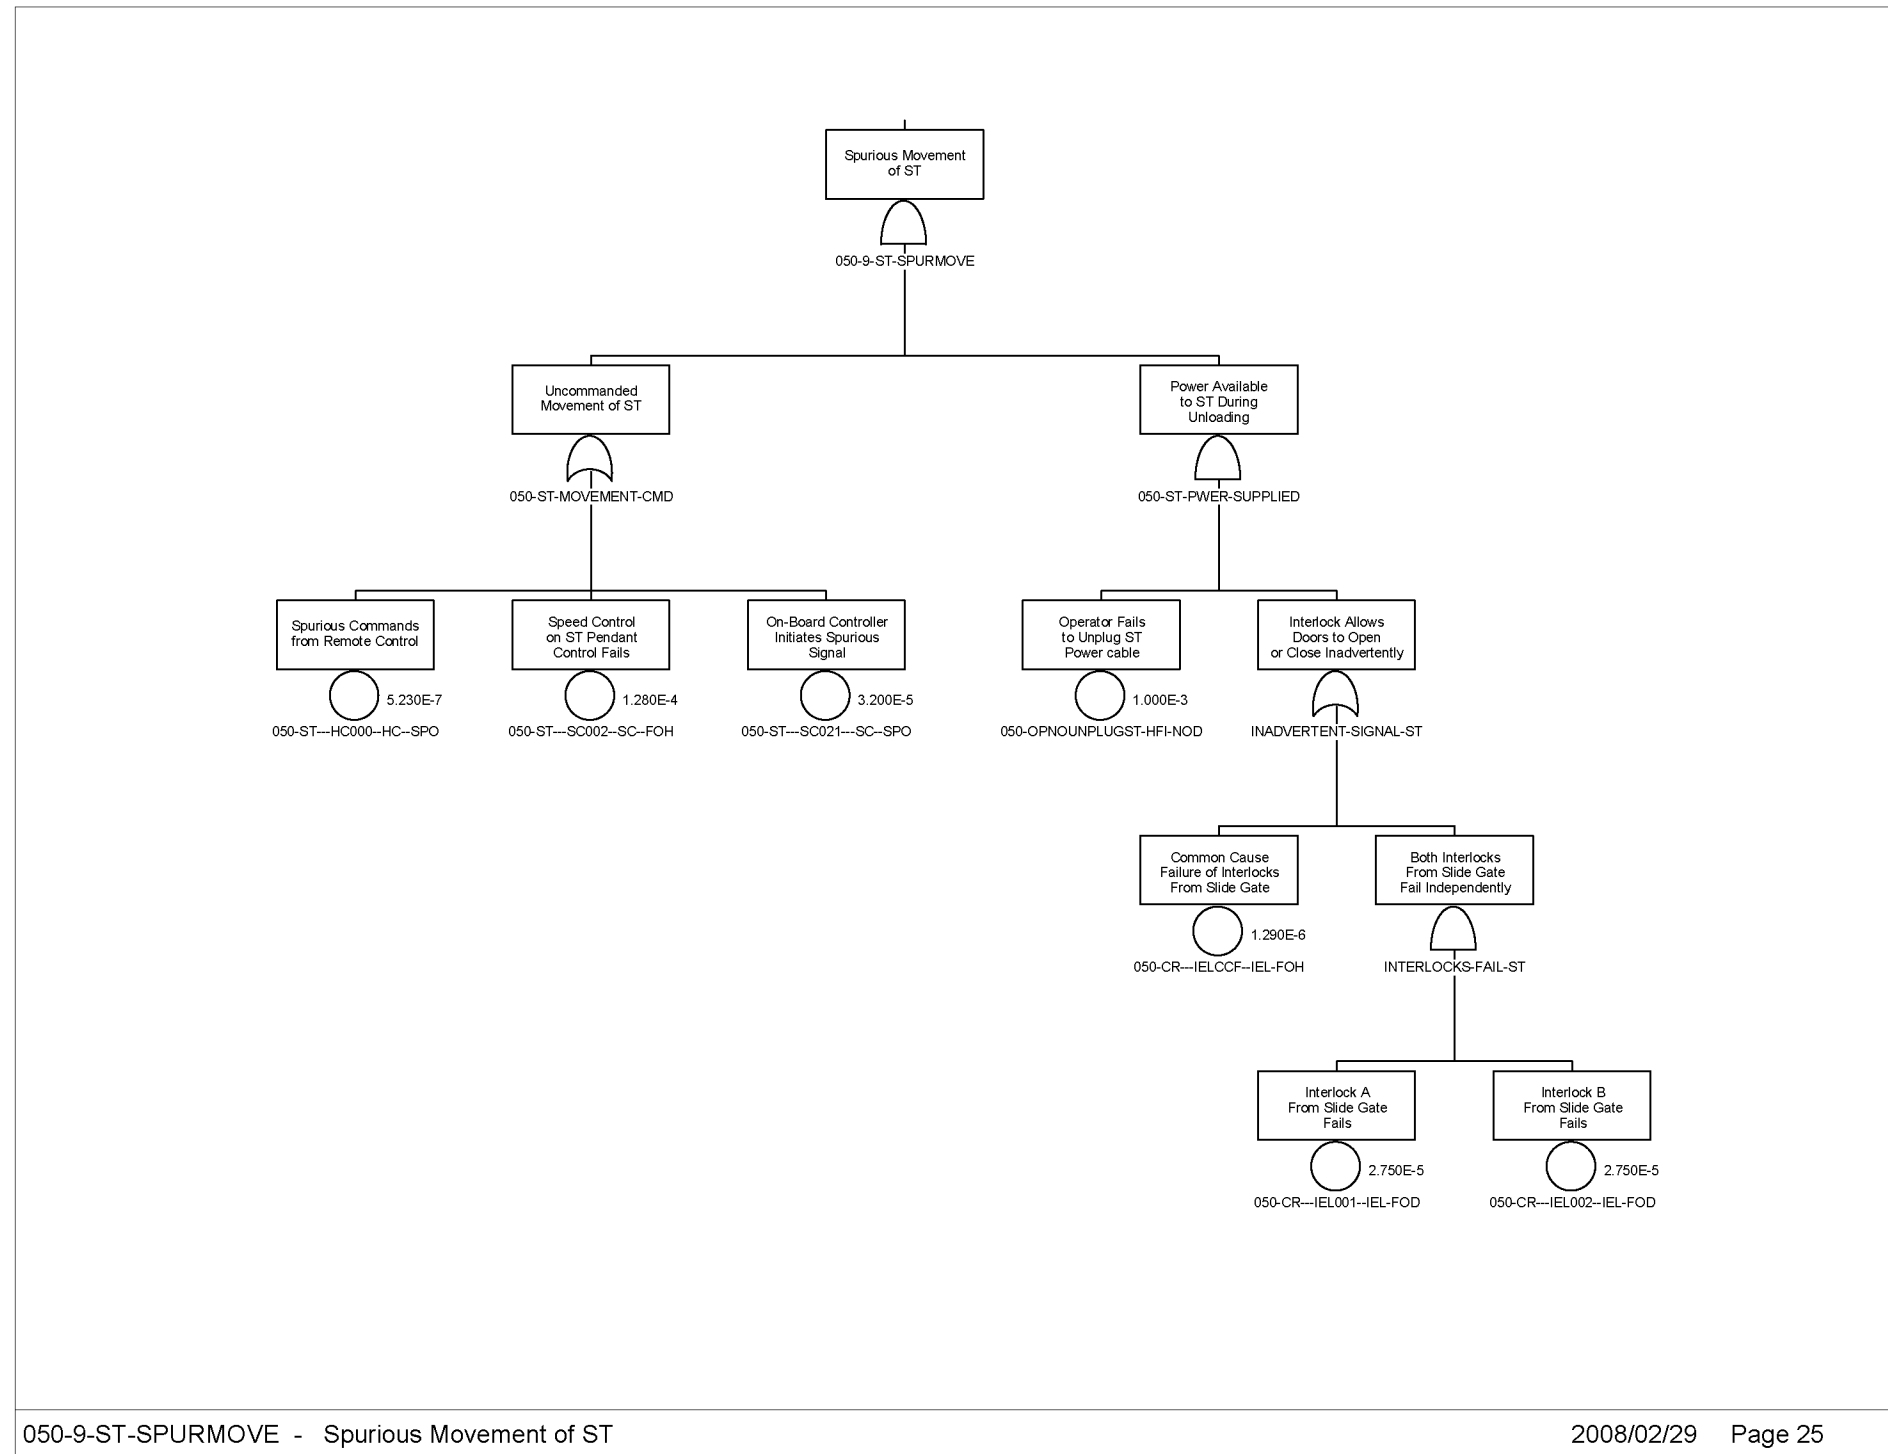 Spurious Movement
of ST
050-9-ST-SPURMOVE
Uncommanded
Movement of ST
050-ST-MOVEMENT-CMD
Power Available
to ST During
Unloading
050-ST-PWER-SUPPLIED
Spurious Commands
from Remote Control
5.230E-7
050-ST---HC000--HC--SPO
Speed Control
on ST Pendant
Control Fails
1.280E-4
050-ST---SC002--SC--FOH
On-Board Controller
Initiates Spurious
Signal
3.200E-5
050-ST---SC021---SC--SPO
Operator Fails
to Unplug ST
Power cable
1.000E-3
050-OPNOUNPLUGST-HFI-NOD
Interlock Allows
Doors to Open
or Close Inadvertently
INADVERTENT-SIGNAL-ST
Common Cause
Failure of Interlocks
From Slide Gate
1.290E-6
050-CR---IELCCF--IEL-FOH
Both Interlocks
From Slide Gate
Fail Independently
INTERLOCKS-FAIL-ST
Interlock A
From Slide Gate
Fails
2.750E-5
050-CR---IEL001--IEL-FOD
Interlock B
From Slide Gate
Fails
2.750E-5
050-CR---IEL002--IEL-FOD
050-9-ST-SPURMOVE - Spurious Movement of ST
2008/02/29 Page 25